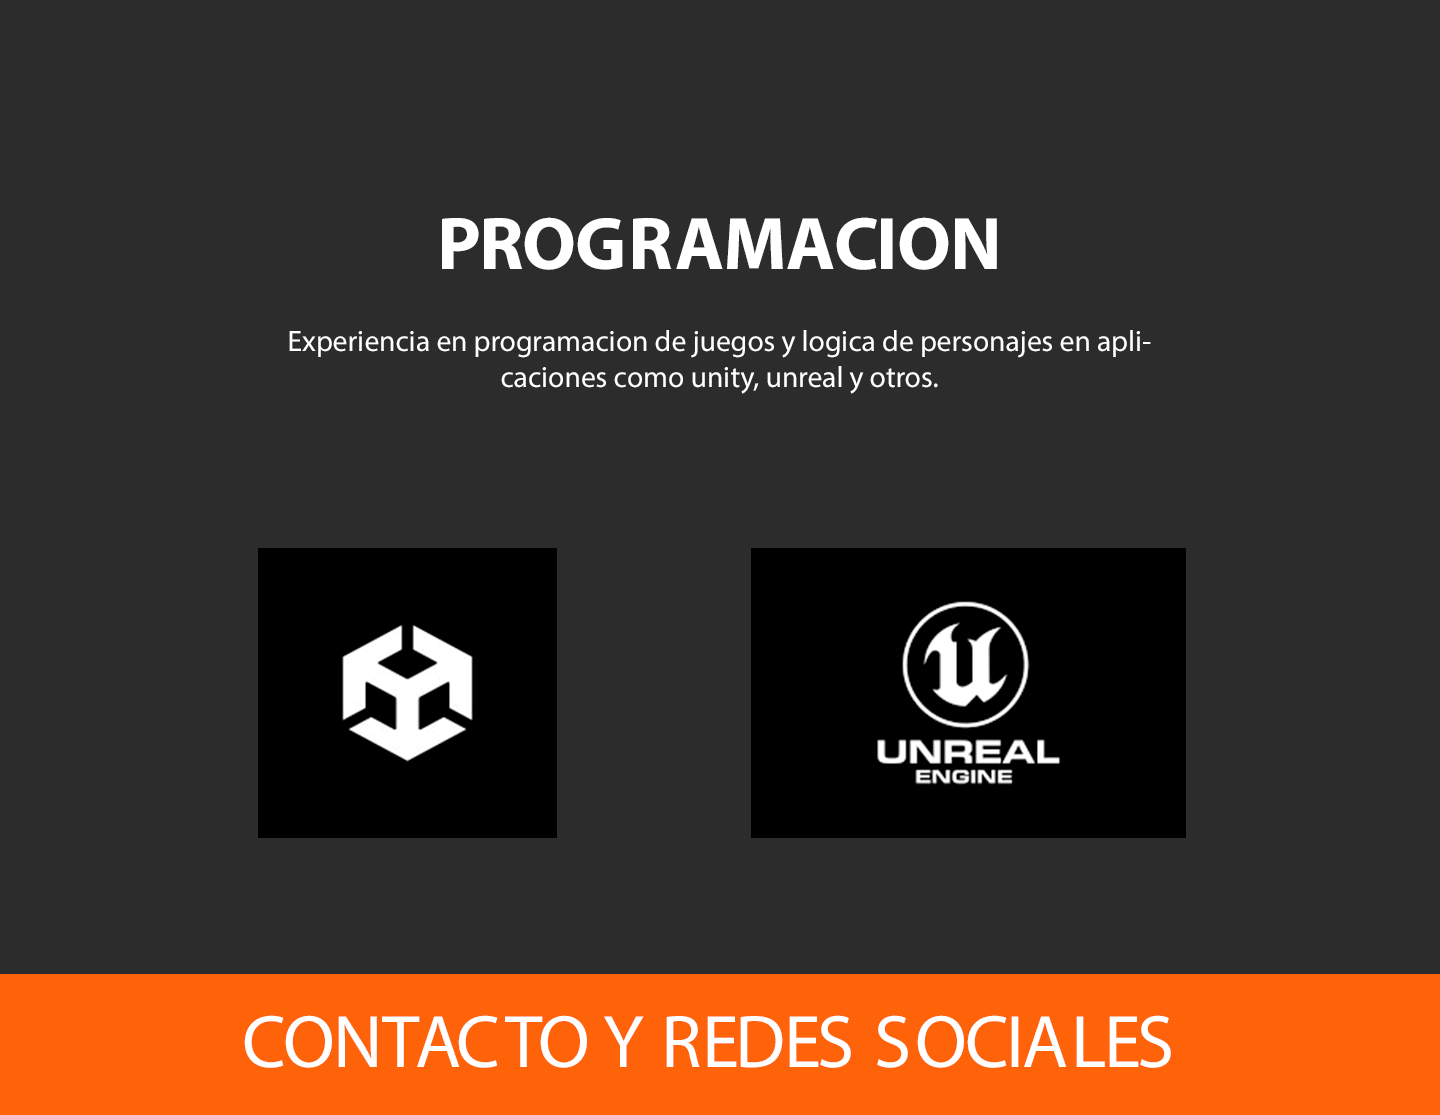 PROGRAMACION
Experiencia en programacion de juegos y logica de personajes en apli-
caciones como unity, unreal y otros.
UNREAL
ENGINE
CONTACTO Y REDES SOCIALES